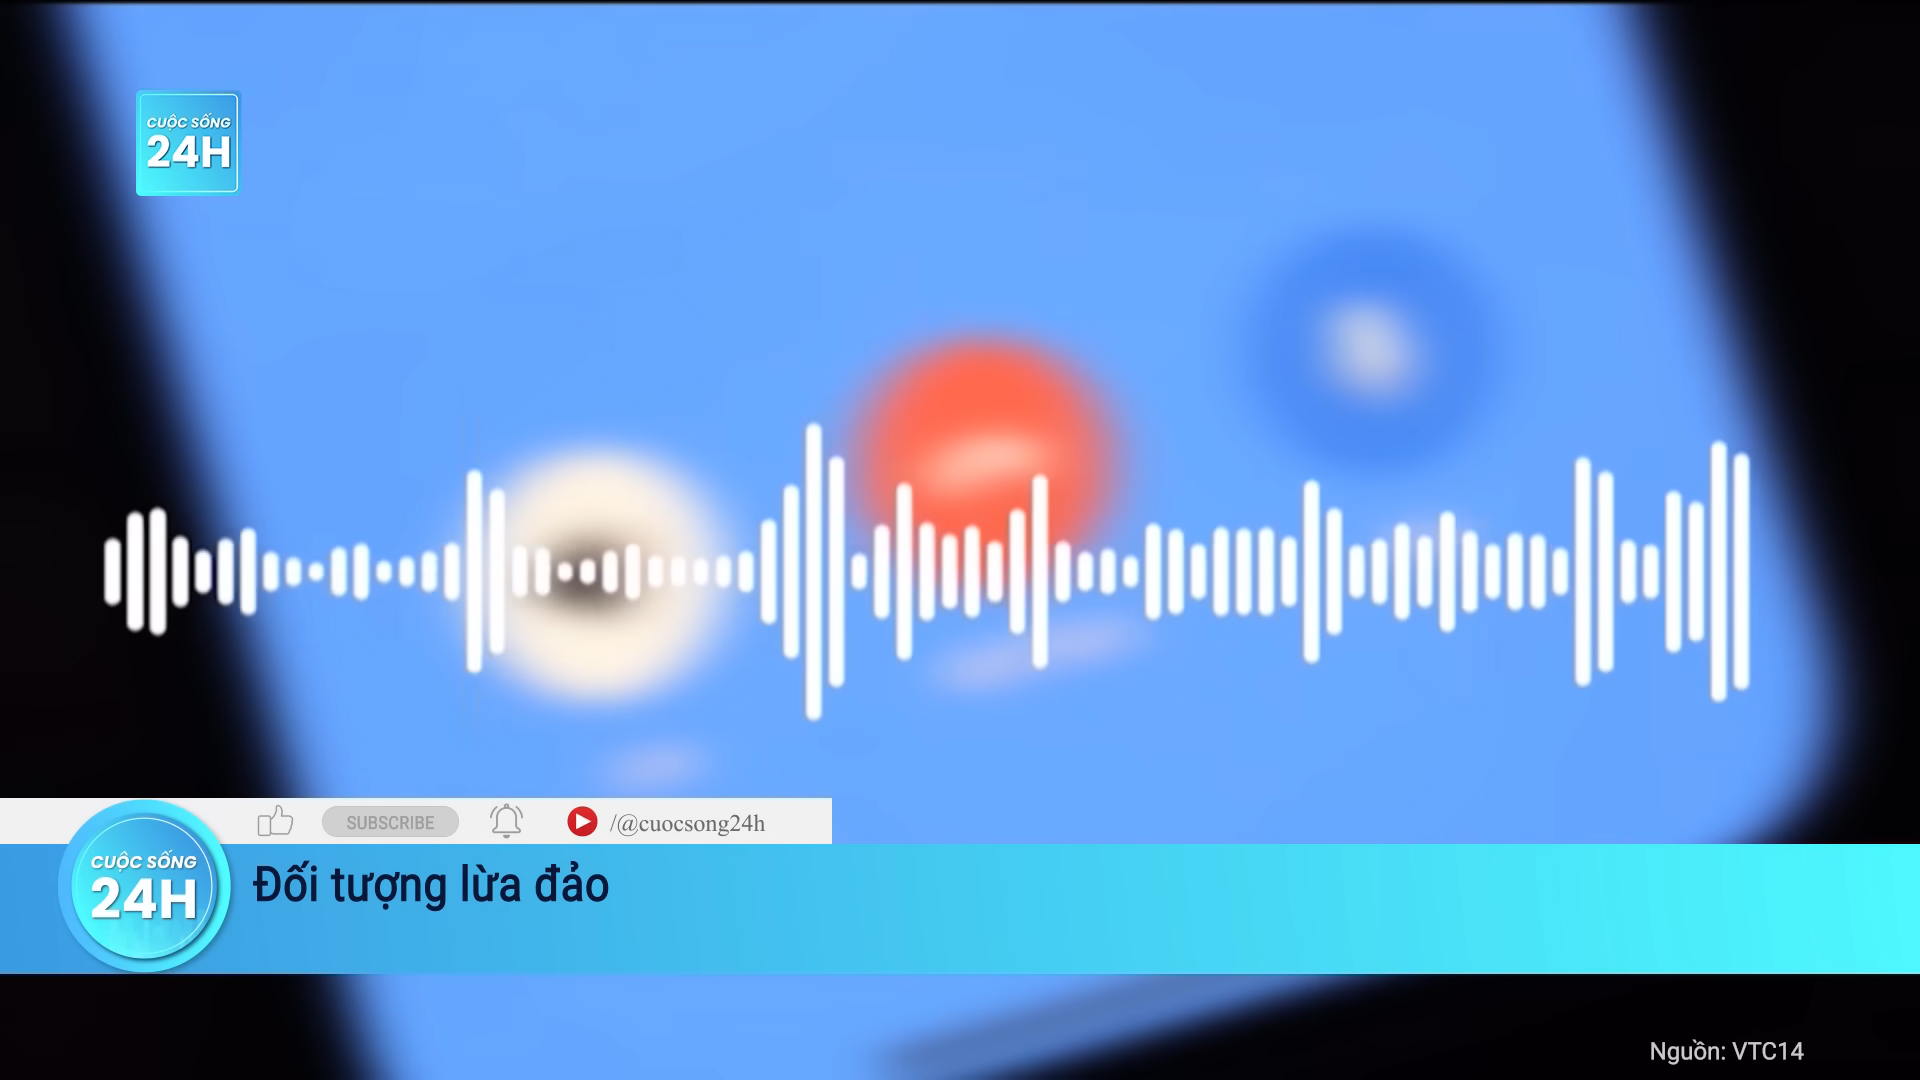 CUỘC SỐNG
24H
SUBSCRIBE
/@cuocsong24h
CUỘC SỐNG
24H
Đối tượng lừa đảo
Nguồn: VTC14